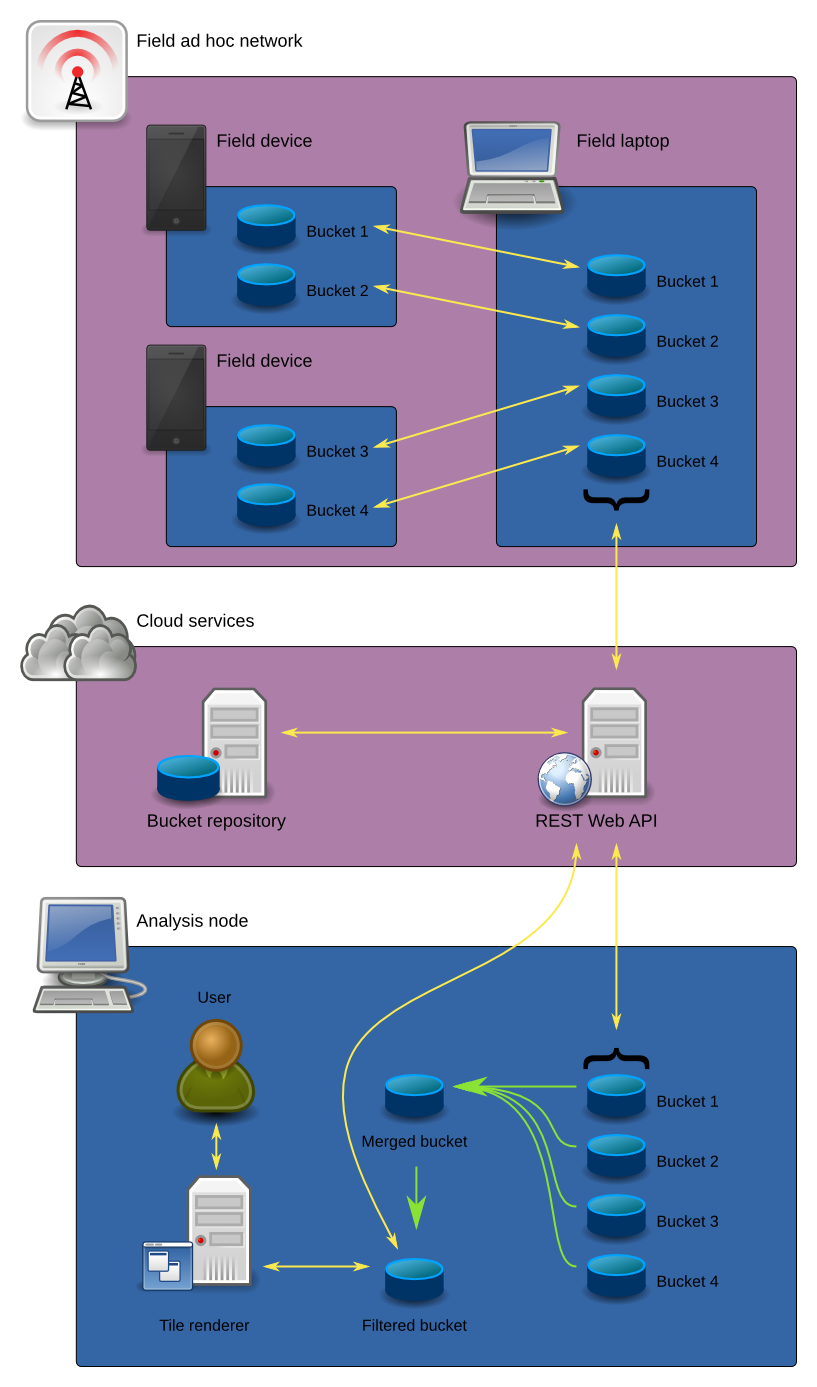 Field ad hoc network
Field device
Field laptop
Bucket 1
Bucket 2
Bucket 1
Bucket 2
Field device
Bucket 3
Bucket 4
Bucket 3
Bucket 4
Cloud services
Bucket repository
REST Web API
Analysis node
User
Merged bucket
Bucket 1
Bucket 2
Bucket 3
Bucket 4
Tile renderer
Filtered bucket